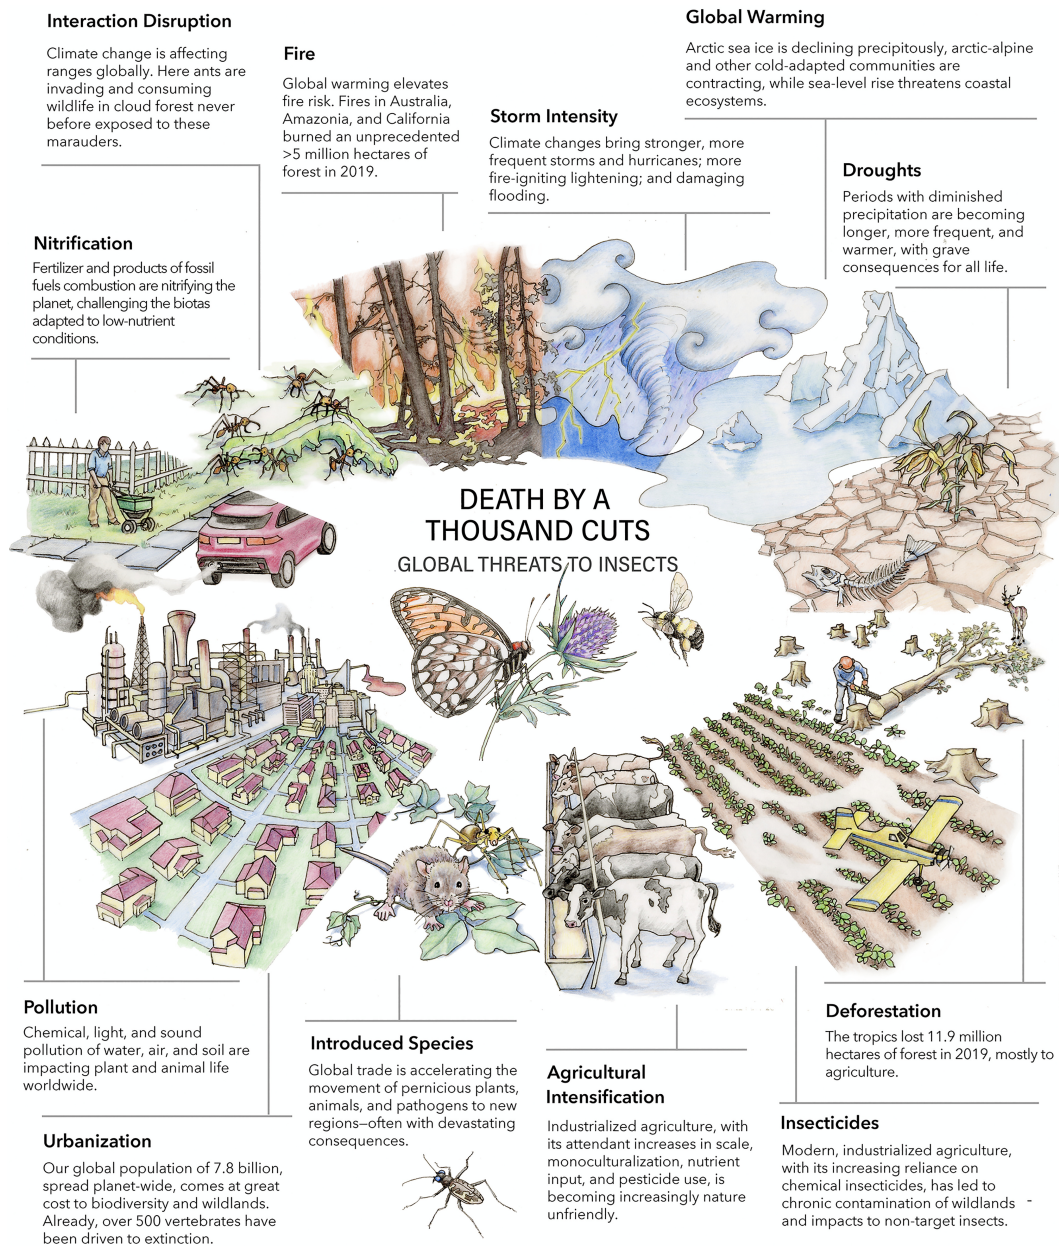 Interaction Disruption
Climate change is affecting
ranges globally. Here ants are
invading and consuming
wildlife in cloud forest never
before exposed to these
marauders.
Fire
Global warming elevates
fire risk. Fires in Australia,
Amazonia, and California
burned an unprecedented
>5 million hectares of
forest in 2019.
Storm Intensity
Climate changes bring stronger, more
frequent storms and hurricanes; more
fire-igniting lightening; and damaging
flooding.
Global Warming
Arctic sea ice is declining precipitously, arctic-alpine
and other cold-adapted communities are
contracting, while sea-level rise threatens coastal
ecosystems.
Droughts
Periods with diminished
precipitation are becoming
longer, more frequent, and
warmer, with grave
consequences for all life.
Nitrification
Fertilizer and products of fossil
fuels combustion are nitrifying the
planet, challenging the biotas
adapted to low-nutrient
conditions.
DEATH BY A
THOUSAND CUTS
GLOBAL THREATS TO INSECTS
Pollution
Chemical, light, and sound
pollution of water, air, and soil are
impacting plant and animal life
worldwide.
Urbanization
Our global population of 7.8 billion,
spread planet-wide, comes at great
cost to biodiversity and wildlands.
Already, over 500 vertebrates have
been driven to extinction.
Introduced Species
Global trade is accelerating the
movement of pernicious plants,
animals, and pathogens to new
regions—often with devastating
consequences.
Agricultural
Intensification
Industrialized agriculture, with
its attendant increases in scale,
monoculturalization, nutrient
input, and pesticide use, is
becoming increasingly nature
unfriendly.
Deforestation
The tropics lost 11.9 million
hectares of forest in 2019, mostly to
agriculture.
Insecticides
Modern, industrialized agriculture,
with its increasing reliance on
chemical insecticides, has led to
chronic contamination of wildlands
and impacts to non-target insects.